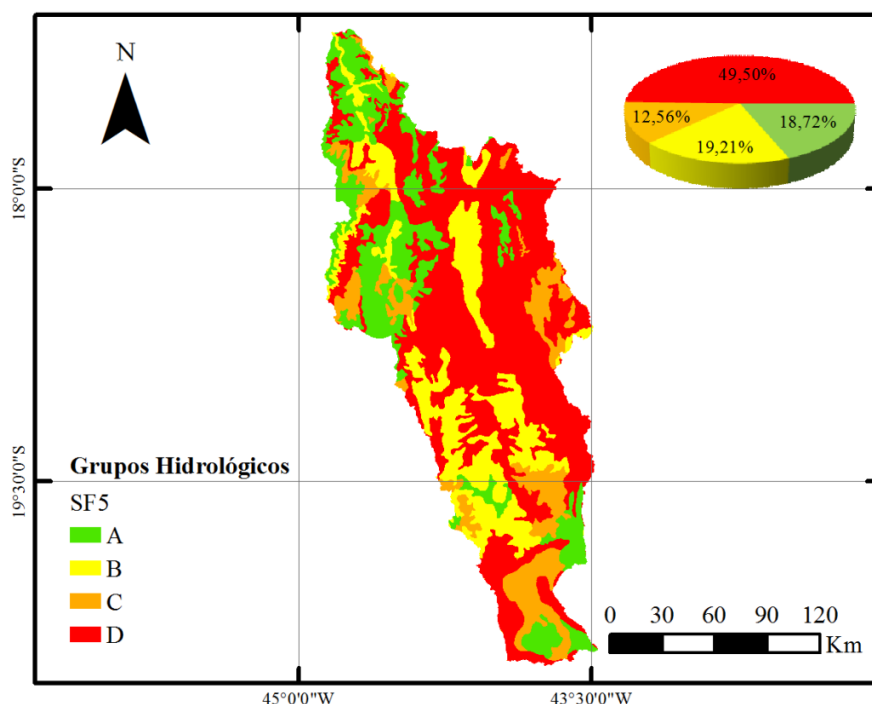 N
49,50%
12,56%
18,72%
19,21%
18°0'0"S
19°30'0"S
Grupos Hidrológicos
SF5
A
B
C
D
0 30 60 90 120
Km
45°0'0"W 43°30'0"W